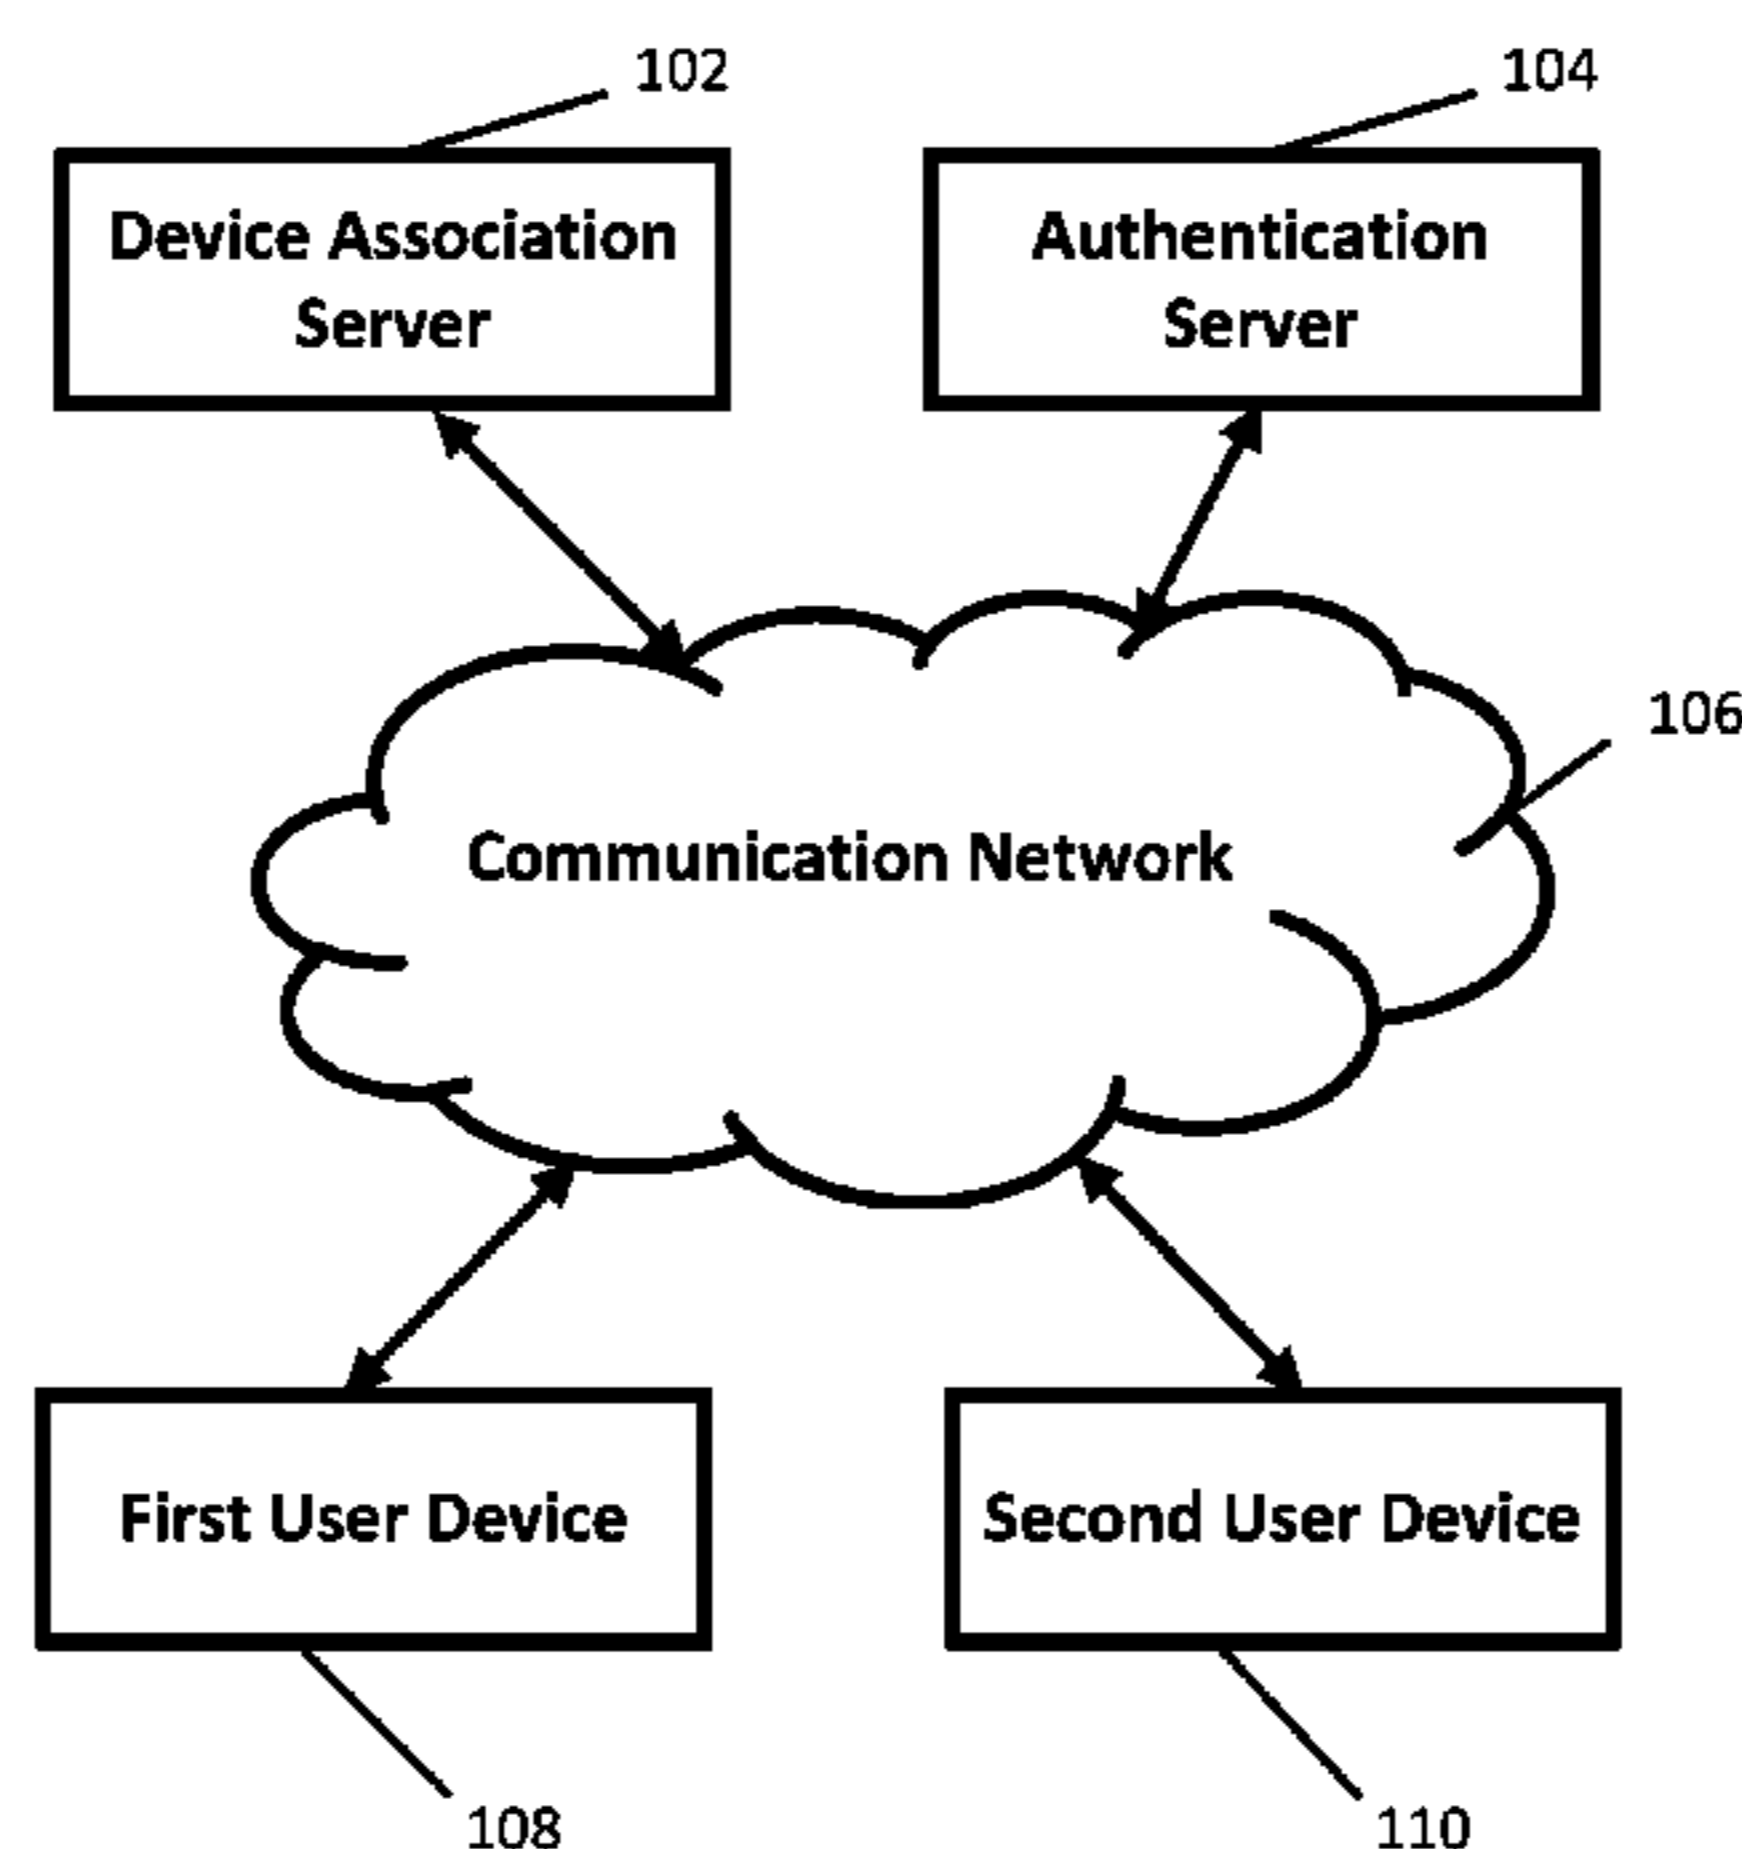 102
104
Device Association
Server
Authentication
Server
106
Communication Network
First User Device
Second User Device
108
110